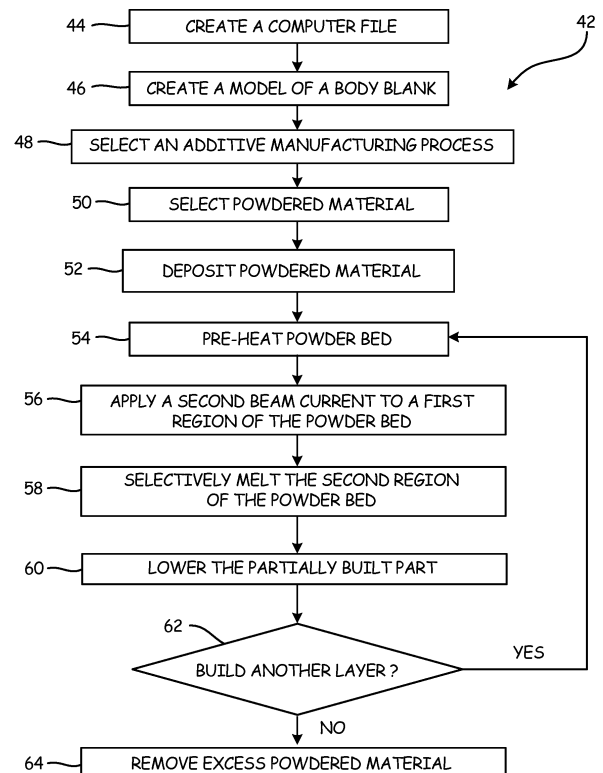 44
CREATE A COMPUTER FILE
42
46
CREATE A MODEL OF A BODY BLANK
48
SELECT AN ADDITIVE MANUFACTURING PROCESS
50
SELECT POWDERED MATERIAL
52
DEPOSIT POWDERED MATERIAL
54
PRE-HEAT POWDER BED
56
APPLY A SECOND BEAM CURRENT TO A FIRST
REGION OF THE POWDER BED
58
SELECTIVELY MELT THE SECOND REGION
OF THE POWDER BED
60
LOWER THE PARTIALLY BUILT PART
62
BUILD ANOTHER LAYER ?
YES
NO
64
REMOVE EXCESS POWDERED MATERIAL